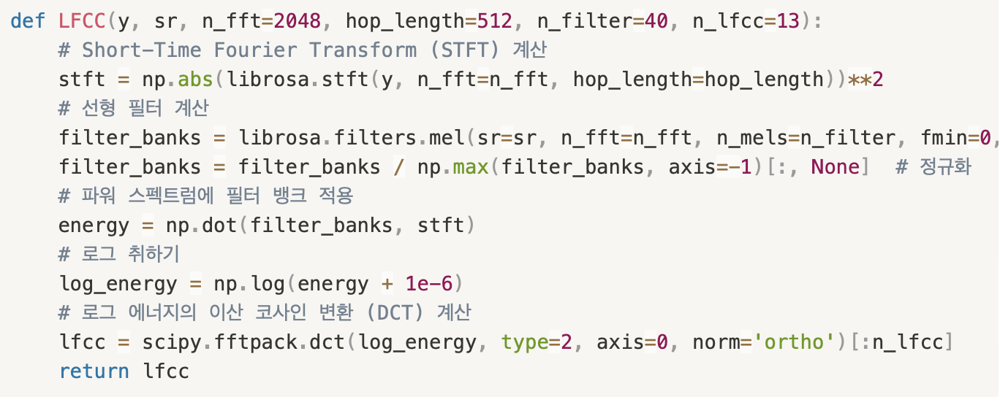 def LFCC(y, sr, n_fft=2048, hop_length=512, n_filter=40, n_lfcc=13):
    # Short-Time Fourier Transform (STFT) 계산
    stft = np.abs(librosa.stft(y, n_fft=n_fft, hop_length=hop_length))**2
    # 선형 필터 계산
    filter_banks = librosa.filters.mel(sr=sr, n_fft=n_fft, n_mels=n_filter, fmin=0,
    filter_banks = filter_banks / np.max(filter_banks, axis=-1)[:, None]  # 정규화
    # 파워 스펙트럼에 필터 뱅크 적용
    energy = np.dot(filter_banks, stft)
    # 로그 취하기
    log_energy = np.log(energy + 1e-6)
    # 로그 에너지의 이산 코사인 변환 (DCT) 계산
    lfcc = scipy.fftpack.dct(log_energy, type=2, axis=0, norm='ortho')[:n_lfcc]
    return lfcc